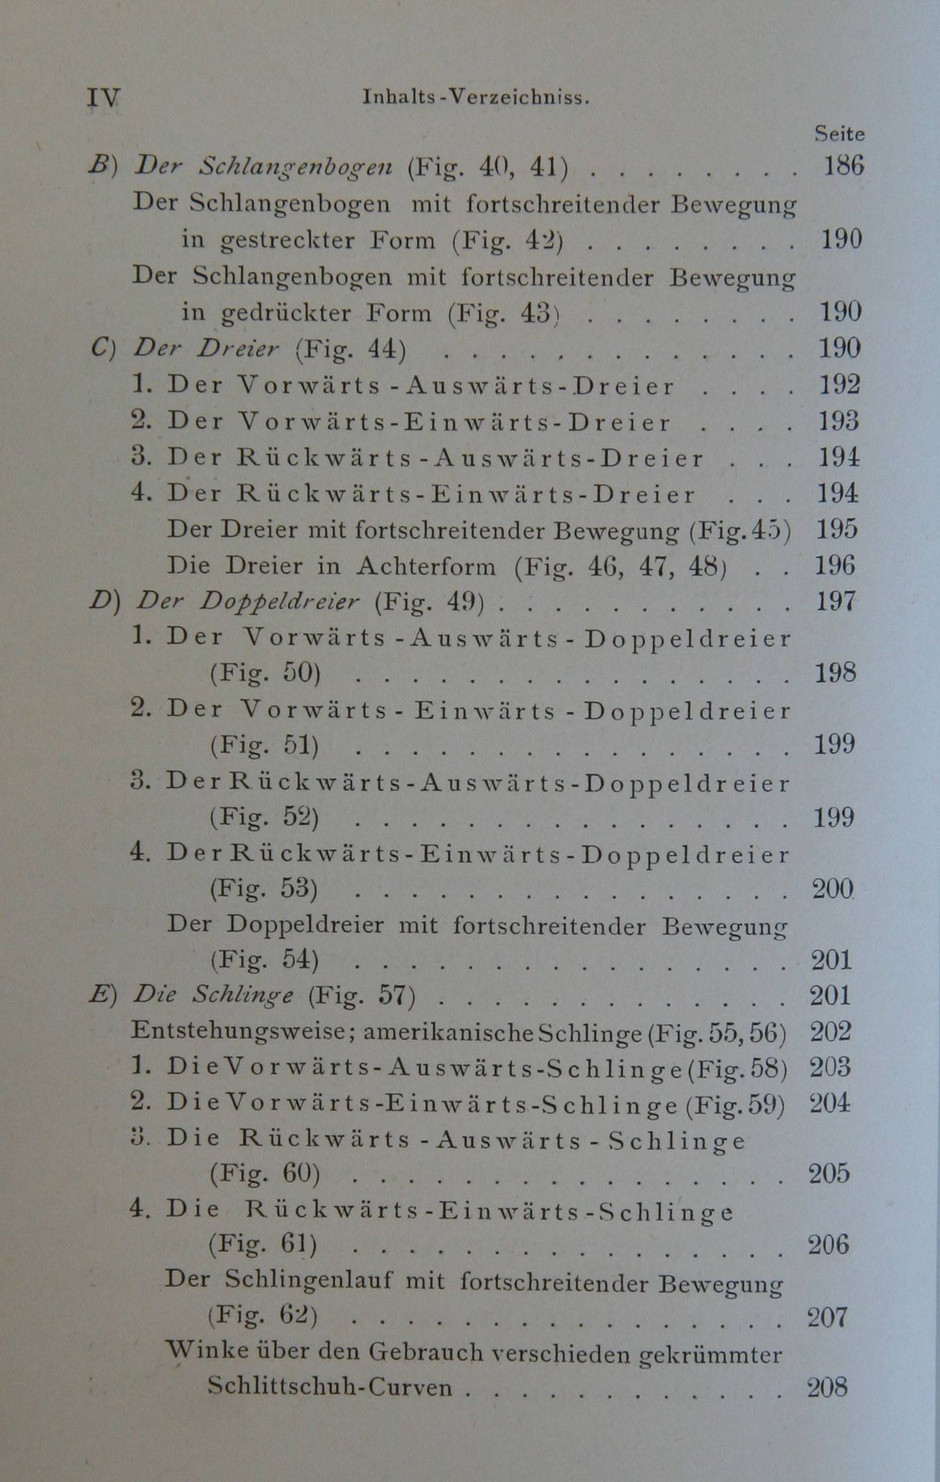 IV Inhalts-Verzeichniss.
Seite
B) Der Schlangenbogen (Fig. 40, 41) . . . . . . . . 186
Der Schlangenbogen mit fortschreitender Bewegung
in gestreckter Form (Fig. 42) . . . . . . . . 190
Der Schlangenbogen mit fortschreitender Bewegung
in gedrückter Form (Fig. 43) . . . . . . . . 190
C) Der Dreier (Fig. 44) . . . . . . . . . . . . . 190
1. Der Vorwärts-Auswärts-Dreier . . . . 192
2. Der Vorwärts-Einwärts-Dreier . . . . 193
3. Der Rückwärts-Auswärts-Dreier . . . 194
4. Der Rückwärts-Einwärts-Dreier . . . 194
Der Dreier mit fortschreitender Bewegung (Fig. 45) 195
Die Dreier in Achterform (Fig. 46, 47, 48) . . 196
D) Der Doppeldreier (Fig. 49) . . . . . . . . . . . 197
1. Der Vorwärts-Auswärts-Doppeldreier
(Fig. 50) . . . . . . . . . . . . . . . . 198
2. Der Vorwärts-Einwärts-Doppeldreier
(Fig. 51) . . . . . . . . . . . . . . . . 199
3. Der Rückwärts-Auswärts-Doppeldreier
(Fig. 52) . . . . . . . . . . . . . . . . 199
4. Der Rückwärts-Einwärts-Doppeldreier
(Fig. 53) . . . . . . . . . . . . . . . . 200
Der Doppeldreier mit fortschreitender Bewegung
(Fig. 54) . . . . . . . . . . . . . . . . 201
E) Die Schlinge (Fig. 57) . . . . . . . . . . . . . 201
Entstehungsweise; amerikanische Schlinge (Fig. 55, 56) 202
1. Die Vorwärts-Auswärts-Schlinge (Fig. 58) 203
2. Die Vorwärts-Einwärts-Schlinge (Fig. 59) 204
3. Die Rückwärts-Auswärts-Schlinge
(Fig. 60) . . . . . . . . . . . . . . . . 205
4. Die Rückwärts-Einwärts-Schlinge
(Fig. 61) . . . . . . . . . . . . . . . . 206
Der Schlingenlauf mit fortschreitender Bewegung
(Fig. 62) . . . . . . . . . . . . . . . . 207
Winke über den Gebrauch verschieden gekrümmter
Schlittschuh-Curven . . . . . . . . . . . . 208